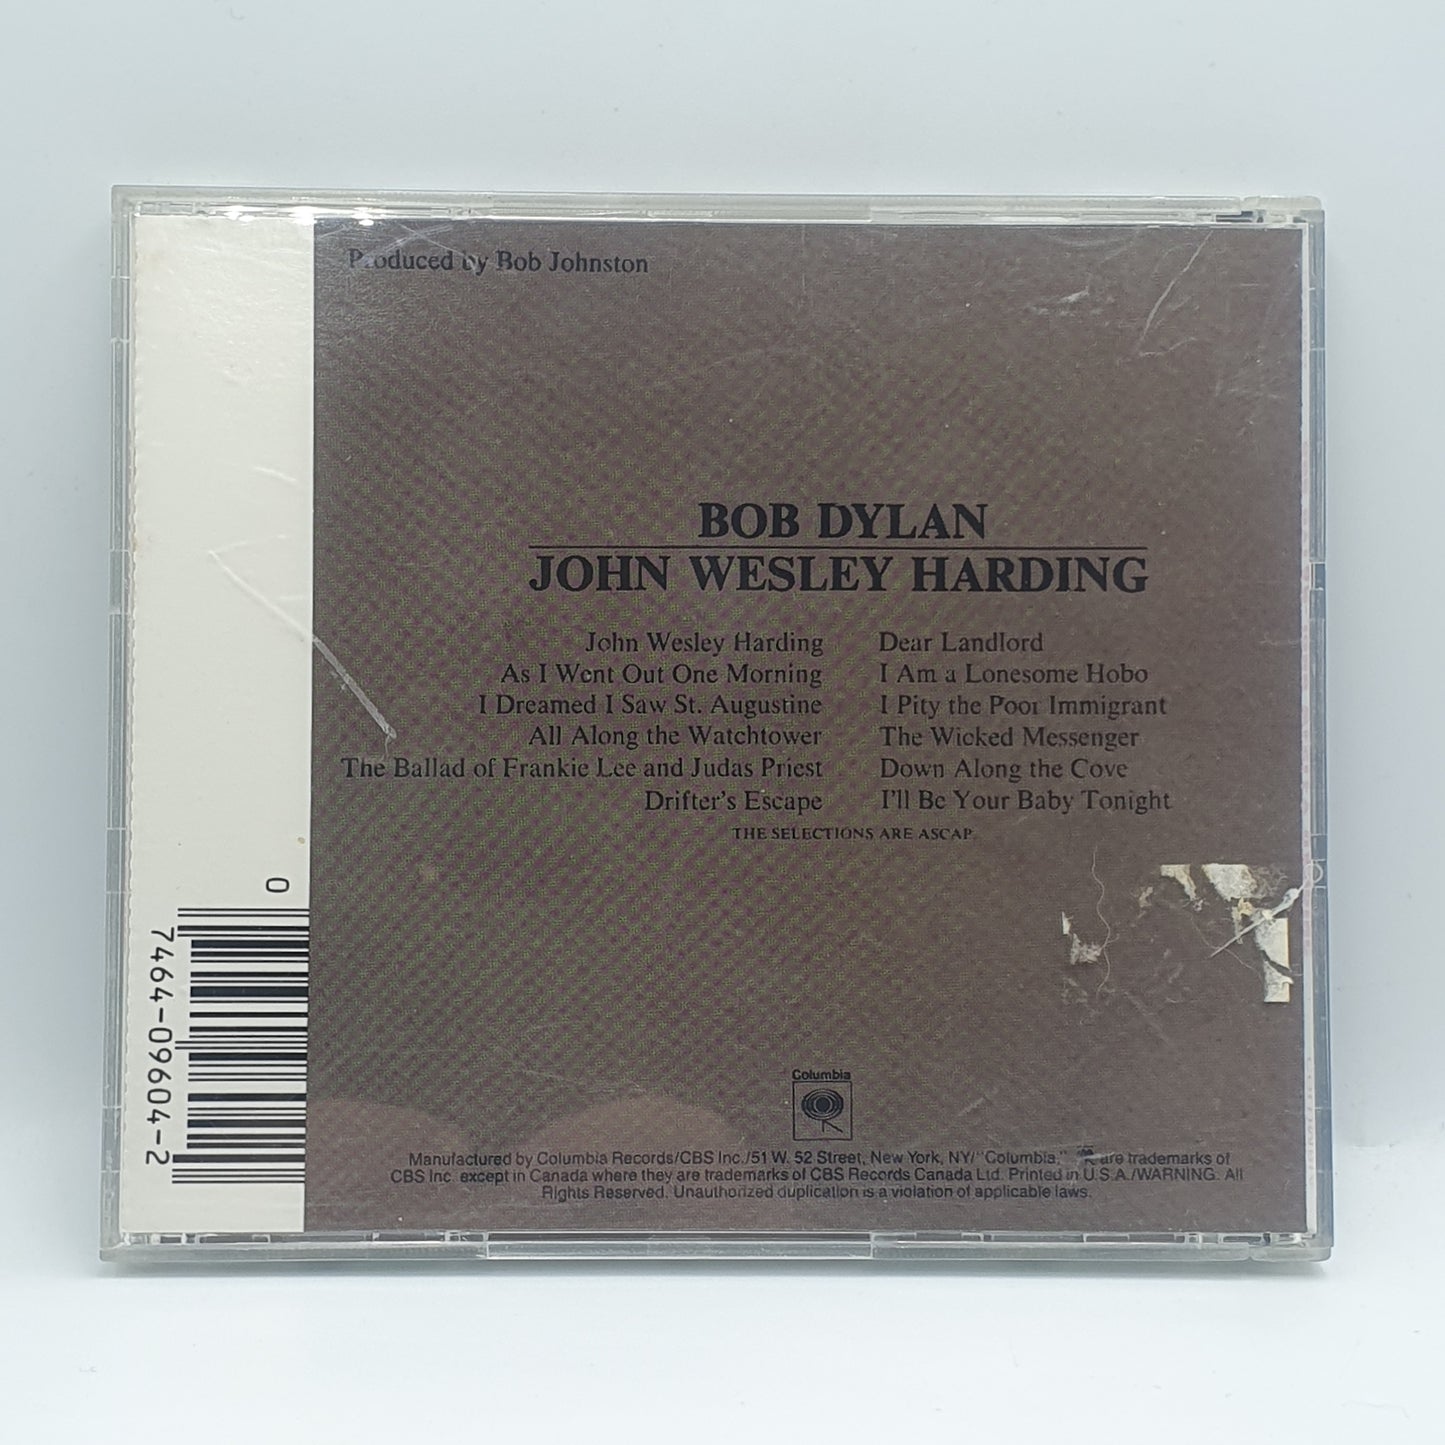 Produced by Bob Johnston
BOB DYLAN
JOHN WESLEY HARDING
John Wesley Harding
As I Went Out One Morning
I Dreamed I Saw St. Augustine
All Along the Watchtower
The Ballad of Frankie Lee and Judas Priest
Drifter's Escape
Dear Landlord
I Am a Lonesome Hobo
I Pity the Poor Immigrant
The Wicked Messenger
Down Along the Cove
I'll Be Your Baby Tonight
THE SELECTIONS ARE ASCAP.
0
7464-09604-2
Columbia
Manufactured by Columbia Records/CBS Inc./51 W. 52 Street, New York, NY/"Columbia," are trademarks of
CBS Inc. except in Canada where they are trademarks of CBS Records Canada Ltd. Printed in U.S.A./WARNING. All
Rights Reserved. Unauthorized duplication is a violation of applicable laws.